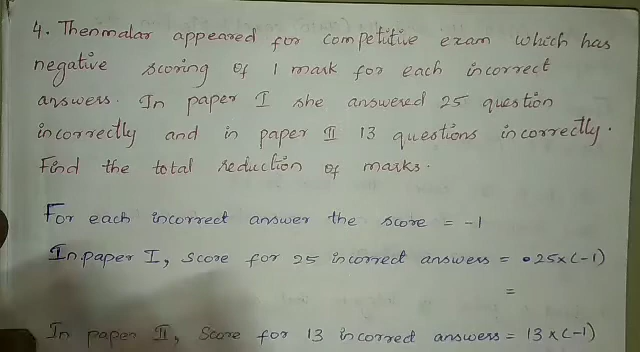 4. Thenmalar appeared for competitive exam which has
negative scoring of 1 mark for each incorrect
answers. In paper I she answered 25 question
incorrectly and in paper II 13 questions incorrectly.
Find the total reduction of marks.
For each incorrect answer the score = -1
In paper I, score for 25 incorrect answers = 25×(-1)
=
In paper II, Score for 13 incorrect answers = 13×(-1)